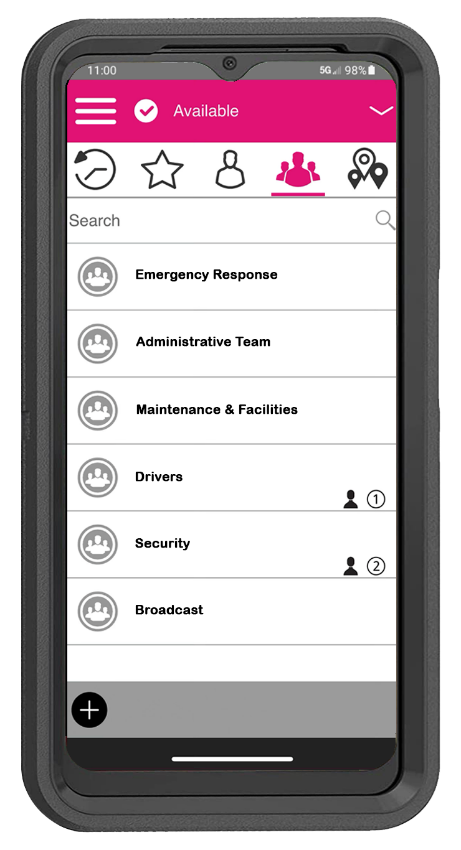 11:00
5G 98%
Available
Search
Emergency Response
Administrative Team
Maintenance & Facilities
Drivers
1
Security
2
Broadcast